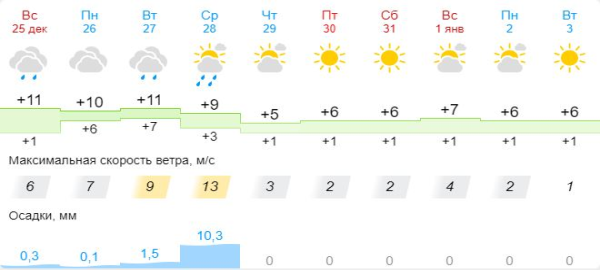 Вс Пн Вт Ср Чт Пт Сб Вс Пн Вт
25 дек 26 27 28 29 30 31 1 янв 2 3
+11 +10 +11 +9 +5 +6 +6 +7 +6 +6
+1 +6 +7 +3 +1 +1 +1 +1 +1 +1
Максимальная скорость ветра, м/с
6 7 9 13 3 2 2 4 2 1
Осадки, мм
0,3 0,1 1,5 10,3 0 0 0 0 0 0